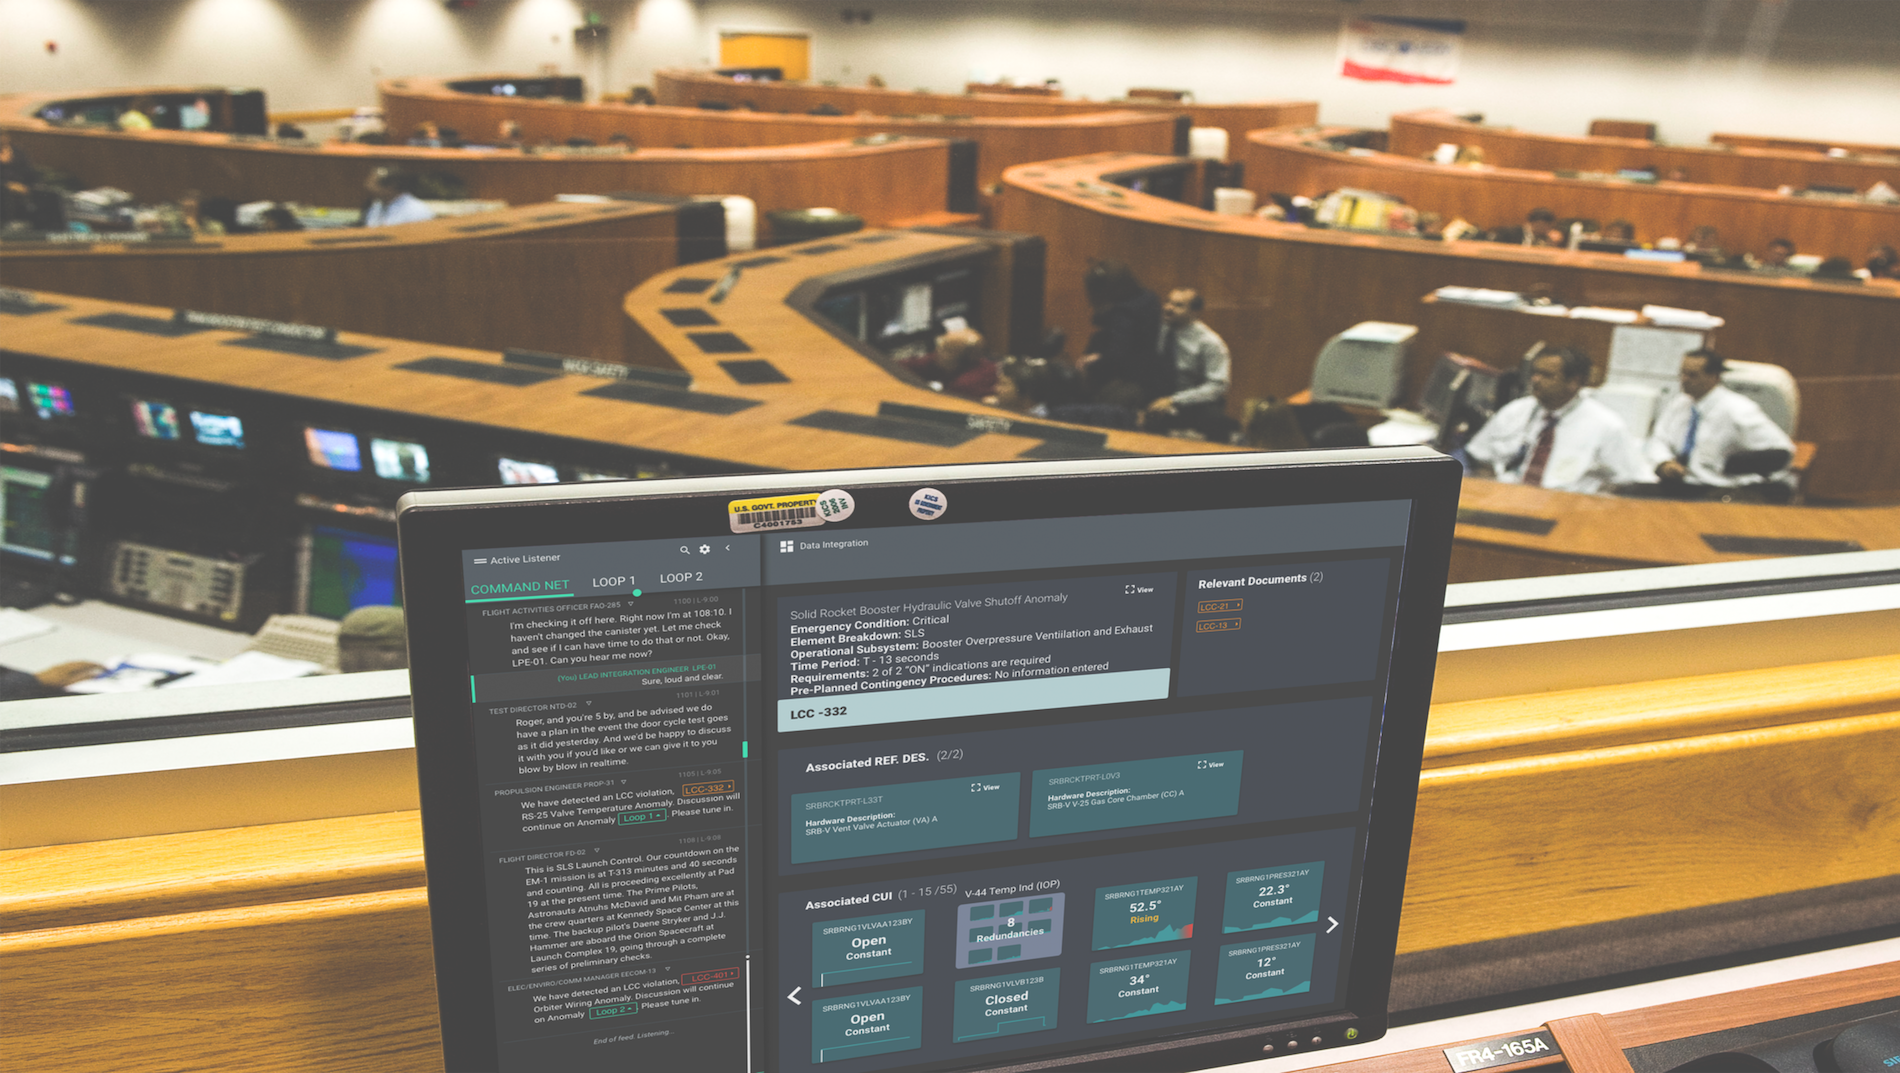 SAFETY
U.S. GOVT. PROPERTY
C4001753
KICS
Active Listener
COMMAND NET
LOOP 1
LOOP 2
FLIGHT ACTIVITIES OFFICER FAO-285
1100 | L-9:00
I'm checking it off here. Right now I'm at 108:10. I
haven't changed the canister yet. Let me check
and see if I can have time to do that or not. Okay,
LPE-01. Can you hear me now?
(You) LEAD INTEGRATION ENGINEER LPE-01
Sure, loud and clear.
1101 | L-9:01
TEST DIRECTOR NTD-02
Roger, and you're 5 by, and be advised we do
have a plan in the event the door cycle test goes
as it did yesterday. And we'd be happy to discuss
it with you if you'd like or we can give it to you
blow by blow in realtime.
PROPULSION ENGINEER PROP-31
1105 | L-9:05
We have detected an LCC violation, LCC-332
RS-25 Valve Temperature Anomaly. Discussion will
continue on Anomaly Loop 1. Please tune in.
FLIGHT DIRECTOR FD-02
This is SLS Launch Control. Our countdown on the
EM-1 mission is at T-313 minutes and 40 seconds
and counting. All is proceeding excellently at Pad
19 at the present time. The Prime Pilots,
Astronauts Atnuhs McDavid and Mit Pham are at
the crew quarters at Kennedy Space Center at this
time. The backup pilot's Daene Stryker and J.J.
Hammer are aboard the Orion Spacecraft at
Launch Complex 19, going through a complete
series of preliminary checks.
ELEC/ENVIRO/COMM MANAGER EECOM-13
We have detected an LCC violation, LCC-401
Orbiter Wiring Anomaly. Discussion will continue
on Anomaly Loop 2. Please tune in.
End of feed. Listening...
Data Integration
View
Solid Rocket Booster Hydraulic Valve Shutoff Anomaly
Emergency Condition: Critical
Element Breakdown: SLS
Operational Subsystem: Booster Overpressure Ventiilation and Exhaust
Time Period: T - 13 seconds
Requirements: 2 of 2 "ON" indications are required
Pre-Planned Contingency Procedures: No information entered
LCC -332
Relevant Documents (2)
LCC-21
LCC-13
Associated REF. DES. (2/2)
View
SRBRCKTPRT-L33T
Hardware Description:
SRB-V Vent Valve Actuator (VA) A
View
SRBRCKTPRT-L0V3
Hardware Description:
SRB-V V-25 Gas Core Chamber (CC) A
Associated CUI (1 - 15 /55)
SRBRNG1VLVAA123BY
Open
Constant
V-44 Temp Ind (IOP)
8
Redundancies
SRBRNG1TEMP321AY
52.5°
Rising
SRBRNG1PRES321AY
22.3°
Constant
SRBRNG1VLVAA123BY
Open
Constant
SRBRNG1VLVB123B
Closed
Constant
SRBRNG1TEMP321AY
34°
Constant
SRBRNG1PRES321AY
12°
Constant
FR4-165A